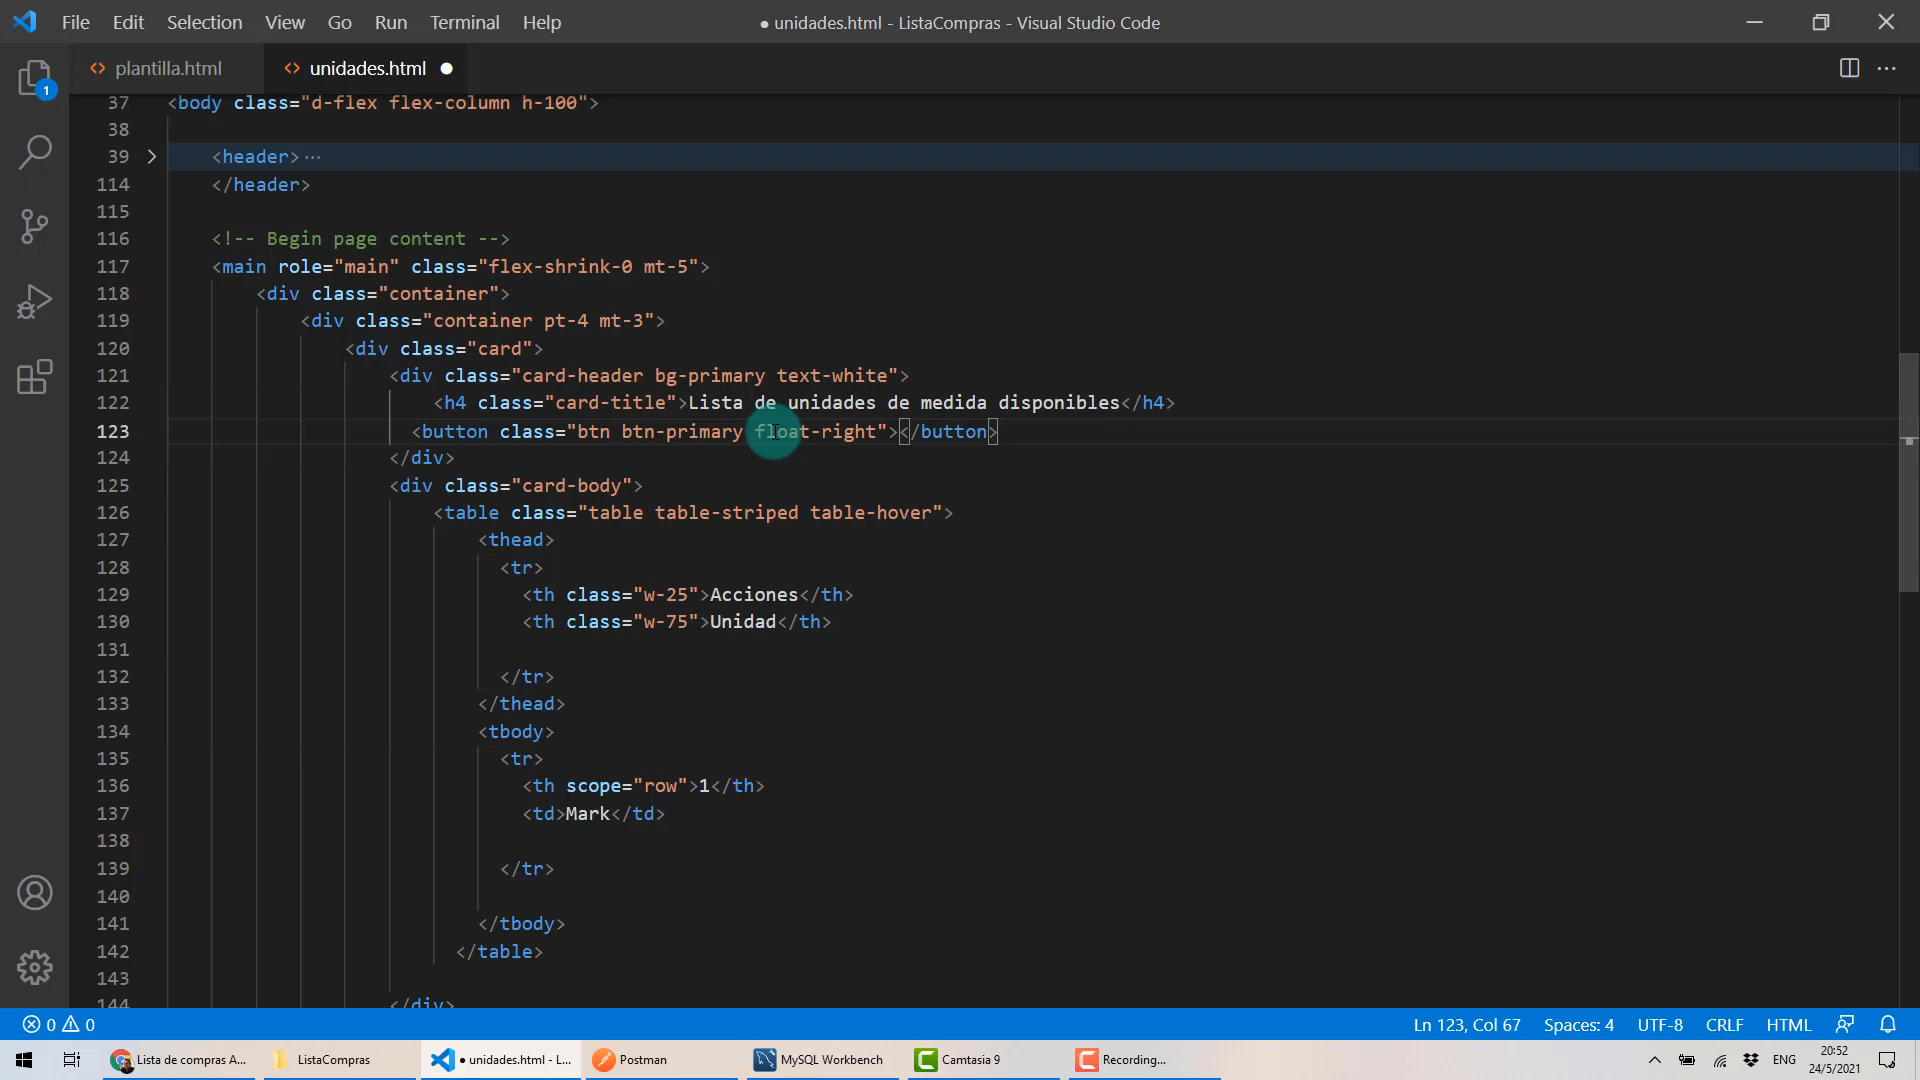 File Edit Selection View Go Run Terminal Help
● unidades.html - ListaCompras - Visual Studio Code
1
plantilla.html
unidades.html ●
37 <body class="d-flex flex-column h-100">
38
39 <header> ···
114 </header>
115
116 <!-- Begin page content -->
117 <main role="main" class="flex-shrink-0 mt-5">
118 <div class="container">
119 <div class="container pt-4 mt-3">
120 <div class="card">
121 <div class="card-header bg-primary text-white">
122 <h4 class="card-title">Lista de unidades de medida disponibles</h4>
123 <button class="btn btn-primary float-right"></button>
124 </div>
125 <div class="card-body">
126 <table class="table table-striped table-hover">
127 <thead>
128 <tr>
129 <th class="w-25">Acciones</th>
130 <th class="w-75">Unidad</th>
131
132 </tr>
133 </thead>
134 <tbody>
135 <tr>
136 <th scope="row">1</th>
137 <td>Mark</td>
138
139 </tr>
140
141 </tbody>
142 </table>
143
144 </div>
0 0
Ln 123, Col 67 Spaces: 4 UTF-8 CRLF HTML
Lista de compras A...
ListaCompras
● unidades.html - L...
Postman
MySQL Workbench
Camtasia 9
Recording...
ENG
20:52
24/5/2021